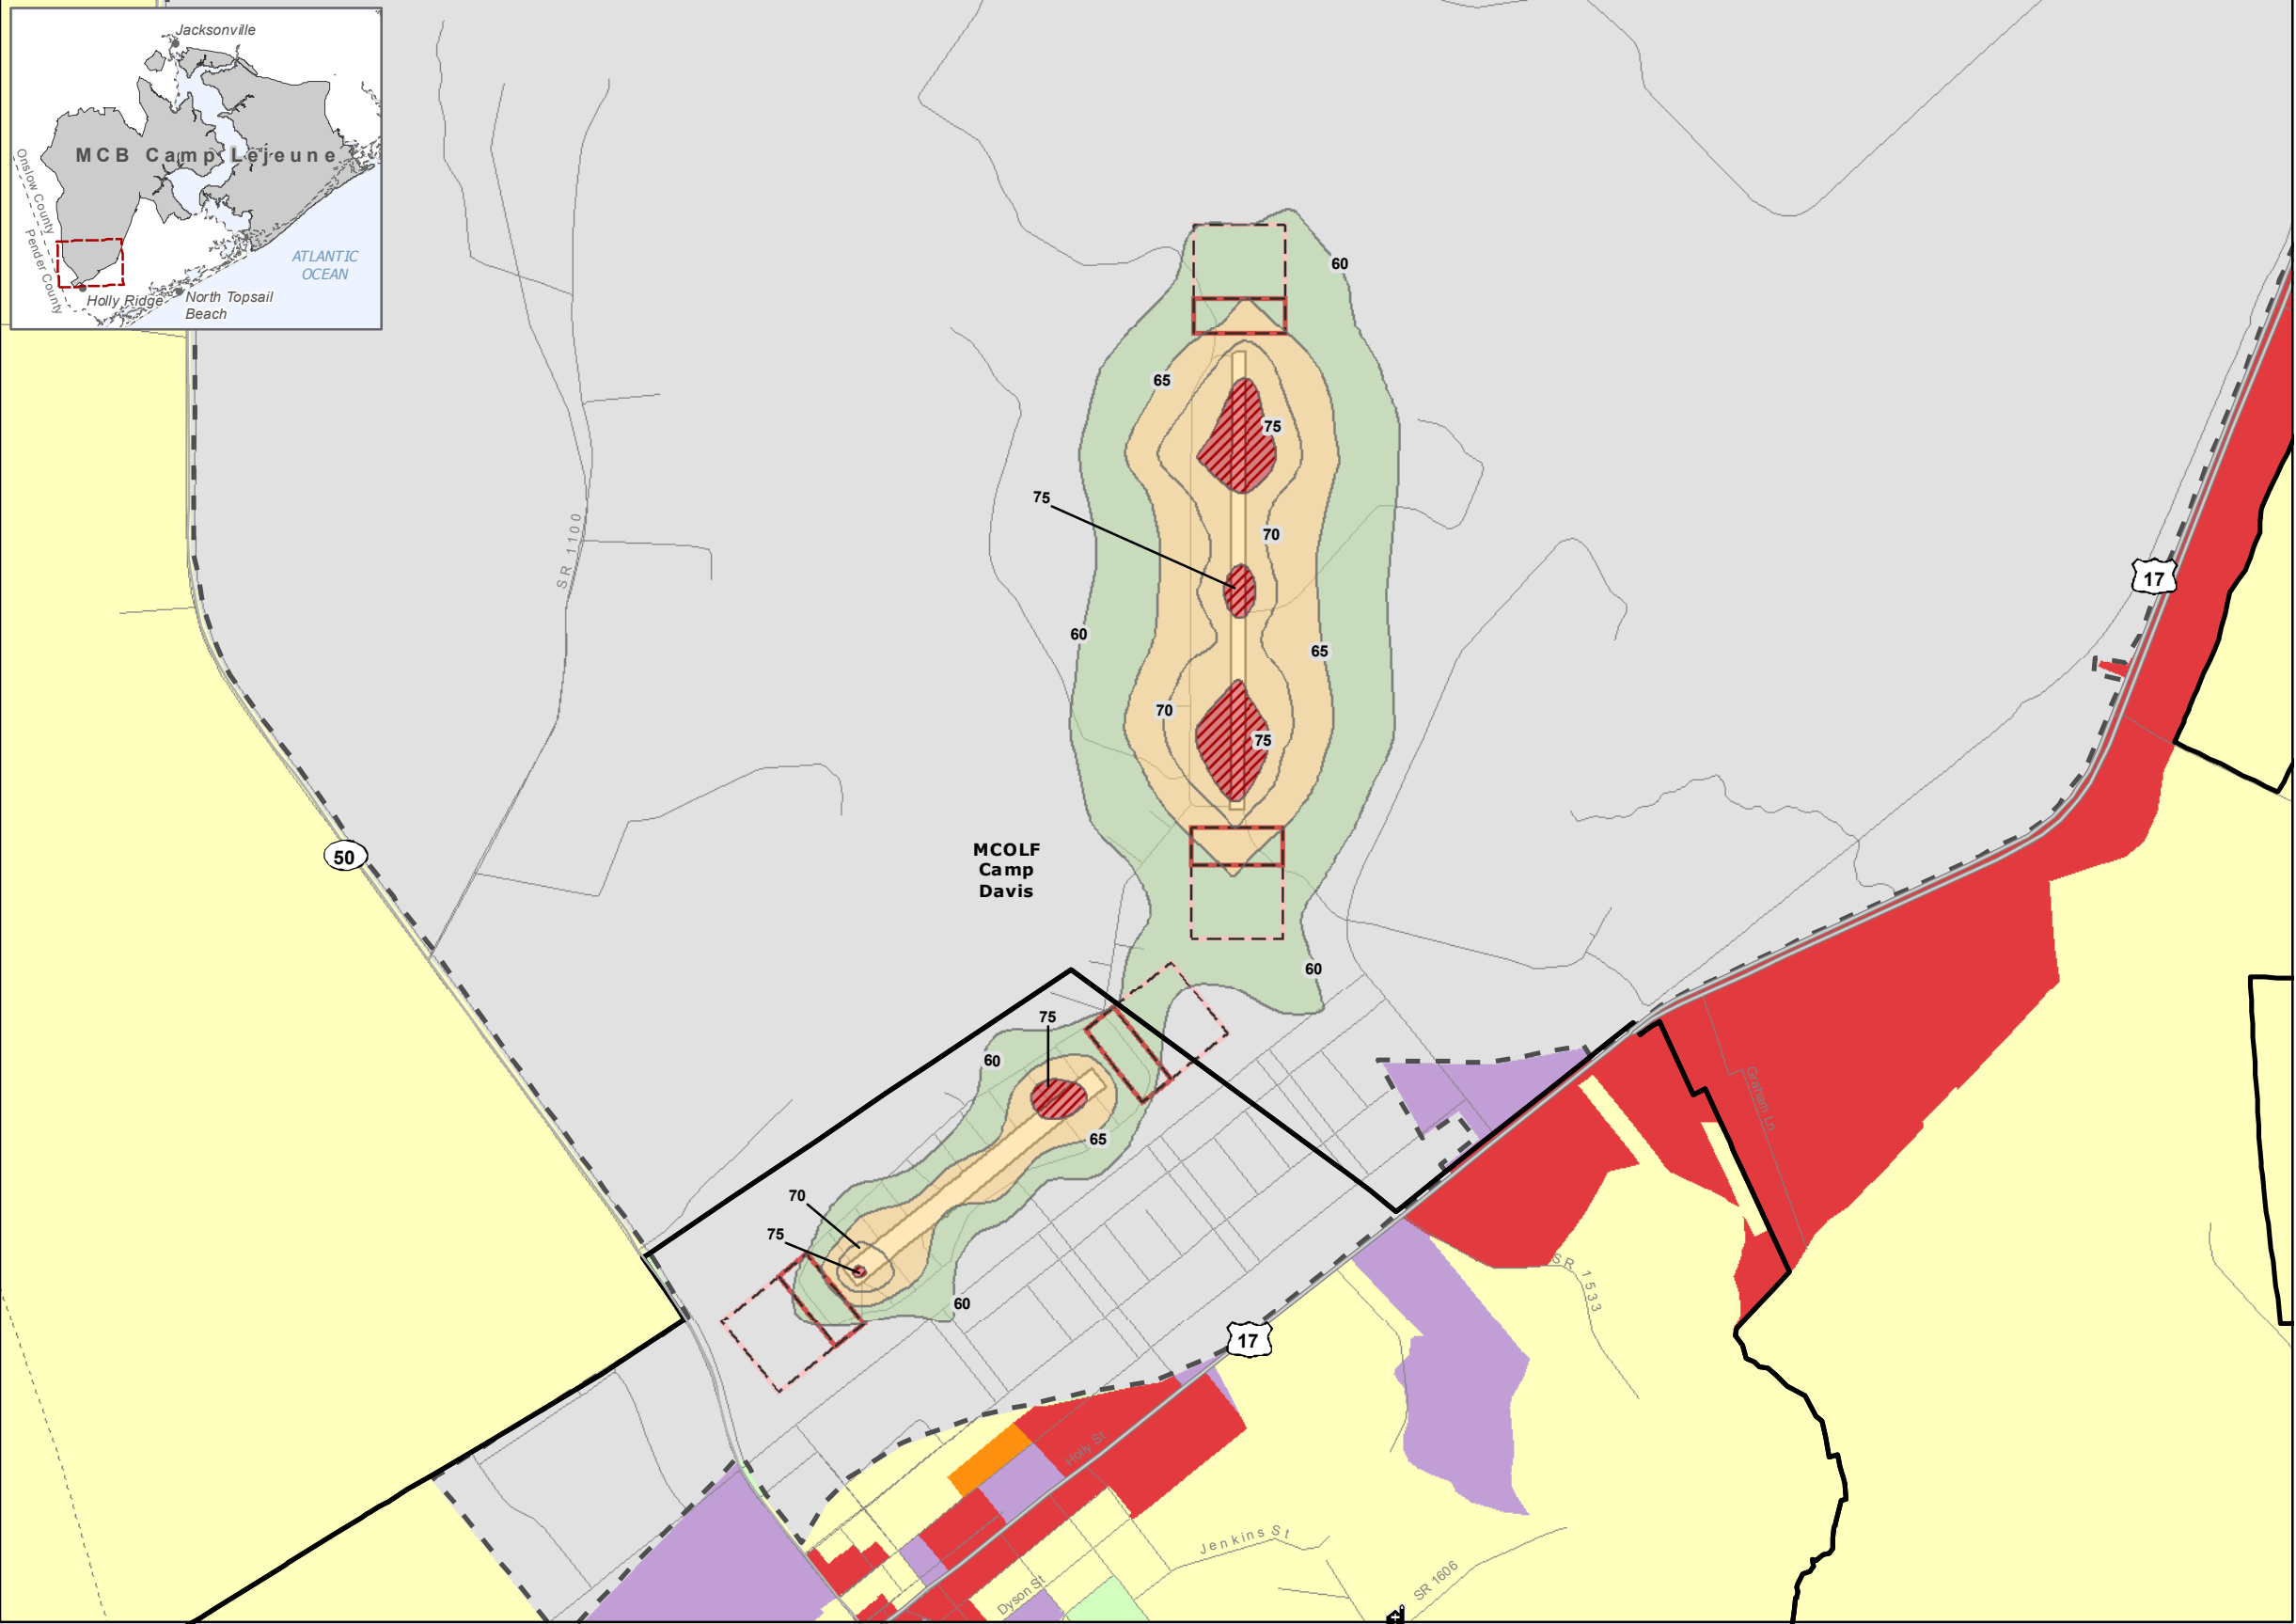 Jacksonville
MCB Camp Lejeune
Onslow County
Pender County
ATLANTIC
OCEAN
Holly Ridge
North Topsail
Beach
60
65
75
75
70
SR 1100
17
60
65
70
75
50
MCOLF
Camp
Davis
60
75
60
Graham Ln
65
70
75
SR 1533
60
17
Holly St
Jenkins St
SR 1606
Dyson St